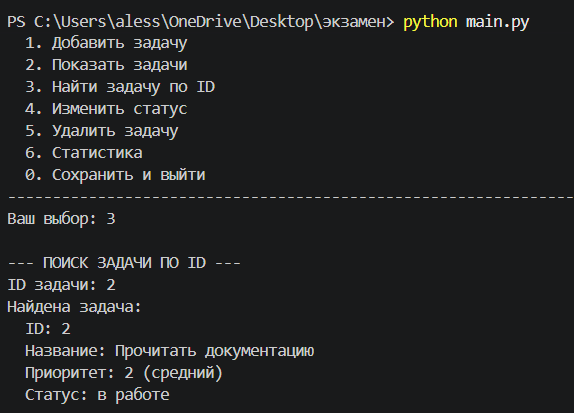 PS C:\Users\aless\OneDrive\Desktop\экзамен> python main.py
1. Добавить задачу
2. Показать задачи
3. Найти задачу по ID
4. Изменить статус
5. Удалить задачу
6. Статистика
0. Сохранить и выйти
---------------------------------------------------------------
Ваш выбор: 3
--- ПОИСК ЗАДАЧИ ПО ID ---
ID задачи: 2
Найдена задача:
ID: 2
Название: Прочитать документацию
Приоритет: 2 (средний)
Статус: в работе